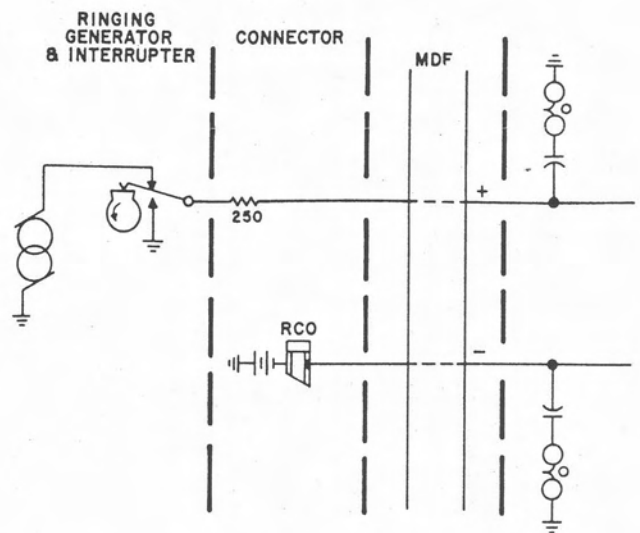 RINGING
GENERATOR
& INTERRUPTER
CONNECTOR
MDF
+
250
RCO
−